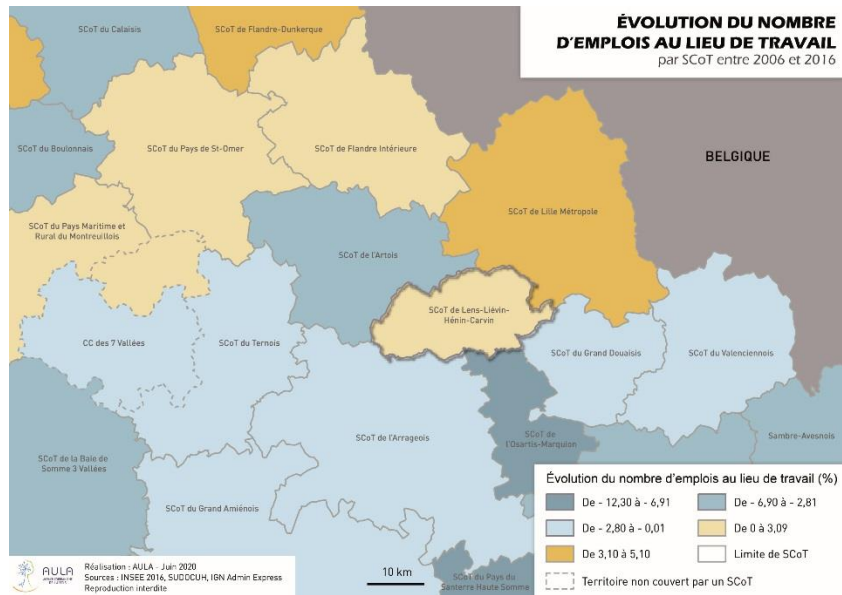 ÉVOLUTION DU NOMBRE
D'EMPLOIS AU LIEU DE TRAVAIL
par SCoT entre 2006 et 2016
SCoT du Calaisis
SCoT de Flandre-Dunkerque
SCoT du Boulonnais
SCoT du Pays de St-Omer
SCoT de Flandre Intérieure
BELGIQUE
SCoT de Lille Métropole
SCoT du Pays Maritime et
Rural du Montreuillois
SCoT de l'Artois
SCoT de Lens-Liévin-
Hénin-Carvin
CC des 7 Vallées
SCoT du Ternois
SCoT du Grand Douaisis
SCoT du Valenciennois
SCoT de l'Arrageois
SCoT de
l'Osartis-Marquion
Sambre-Avesnois
SCoT de la Baie de
Somme 3 Vallées
SCoT du Grand Amiénois
SCoT du Pays du
Santerre Haute Somme
Évolution du nombre d'emplois au lieu de travail (%)
De - 12,30 à - 6,91
De - 6,90 à - 2,81
De - 2,80 à - 0,01
De 0 à 3,09
De 3,10 à 5,10
Limite de SCoT
Territoire non couvert par un SCoT
10 km
AULA
Réalisation : AULA - Juin 2020
Sources : INSEE 2016, SUDOCUH, IGN Admin Express
Reproduction interdite